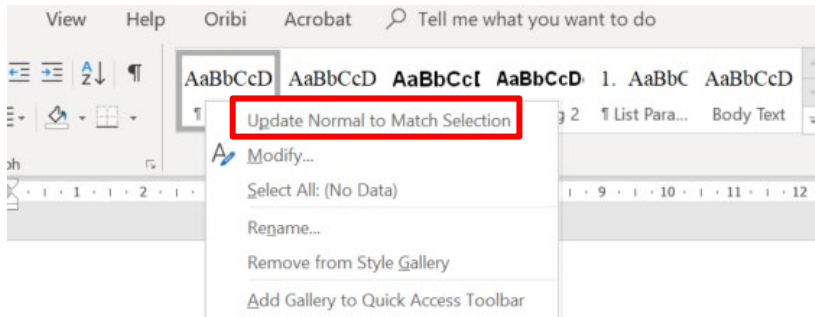 View Help Oribi Acrobat Tell me what you want to do
AaBbCcD AaBbCcD AaBbCc AaBbCcD 1. AaBbC AaBbCcD
¶ 2 ¶ List Para... Body Text
Update Normal to Match Selection
Modify...
Select All: (No Data)
Rename...
Remove from Style Gallery
Add Gallery to Quick Access Toolbar
1 2 9 10 11 12